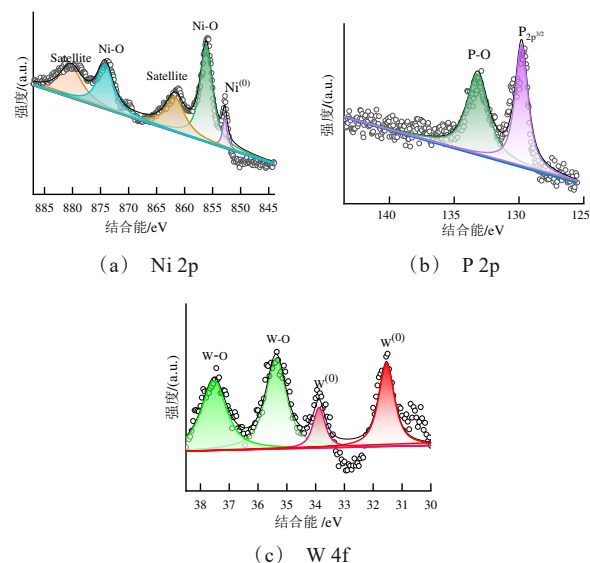 Satellite
Ni-O
Satellite
Ni-O
Ni(0)
强度/(a.u.)
885 880 875 870 865 860 855 850 845
结合能/eV
(a) Ni 2p
P-O
P2p3/2
强度/(a.u.)
140 135 130 125
结合能/eV
(b) P 2p
W-O
W-O
W(0)
W(0)
强度/(a.u.)
38 37 36 35 34 33 32 31 30
结合能 /eV
(c) W 4f